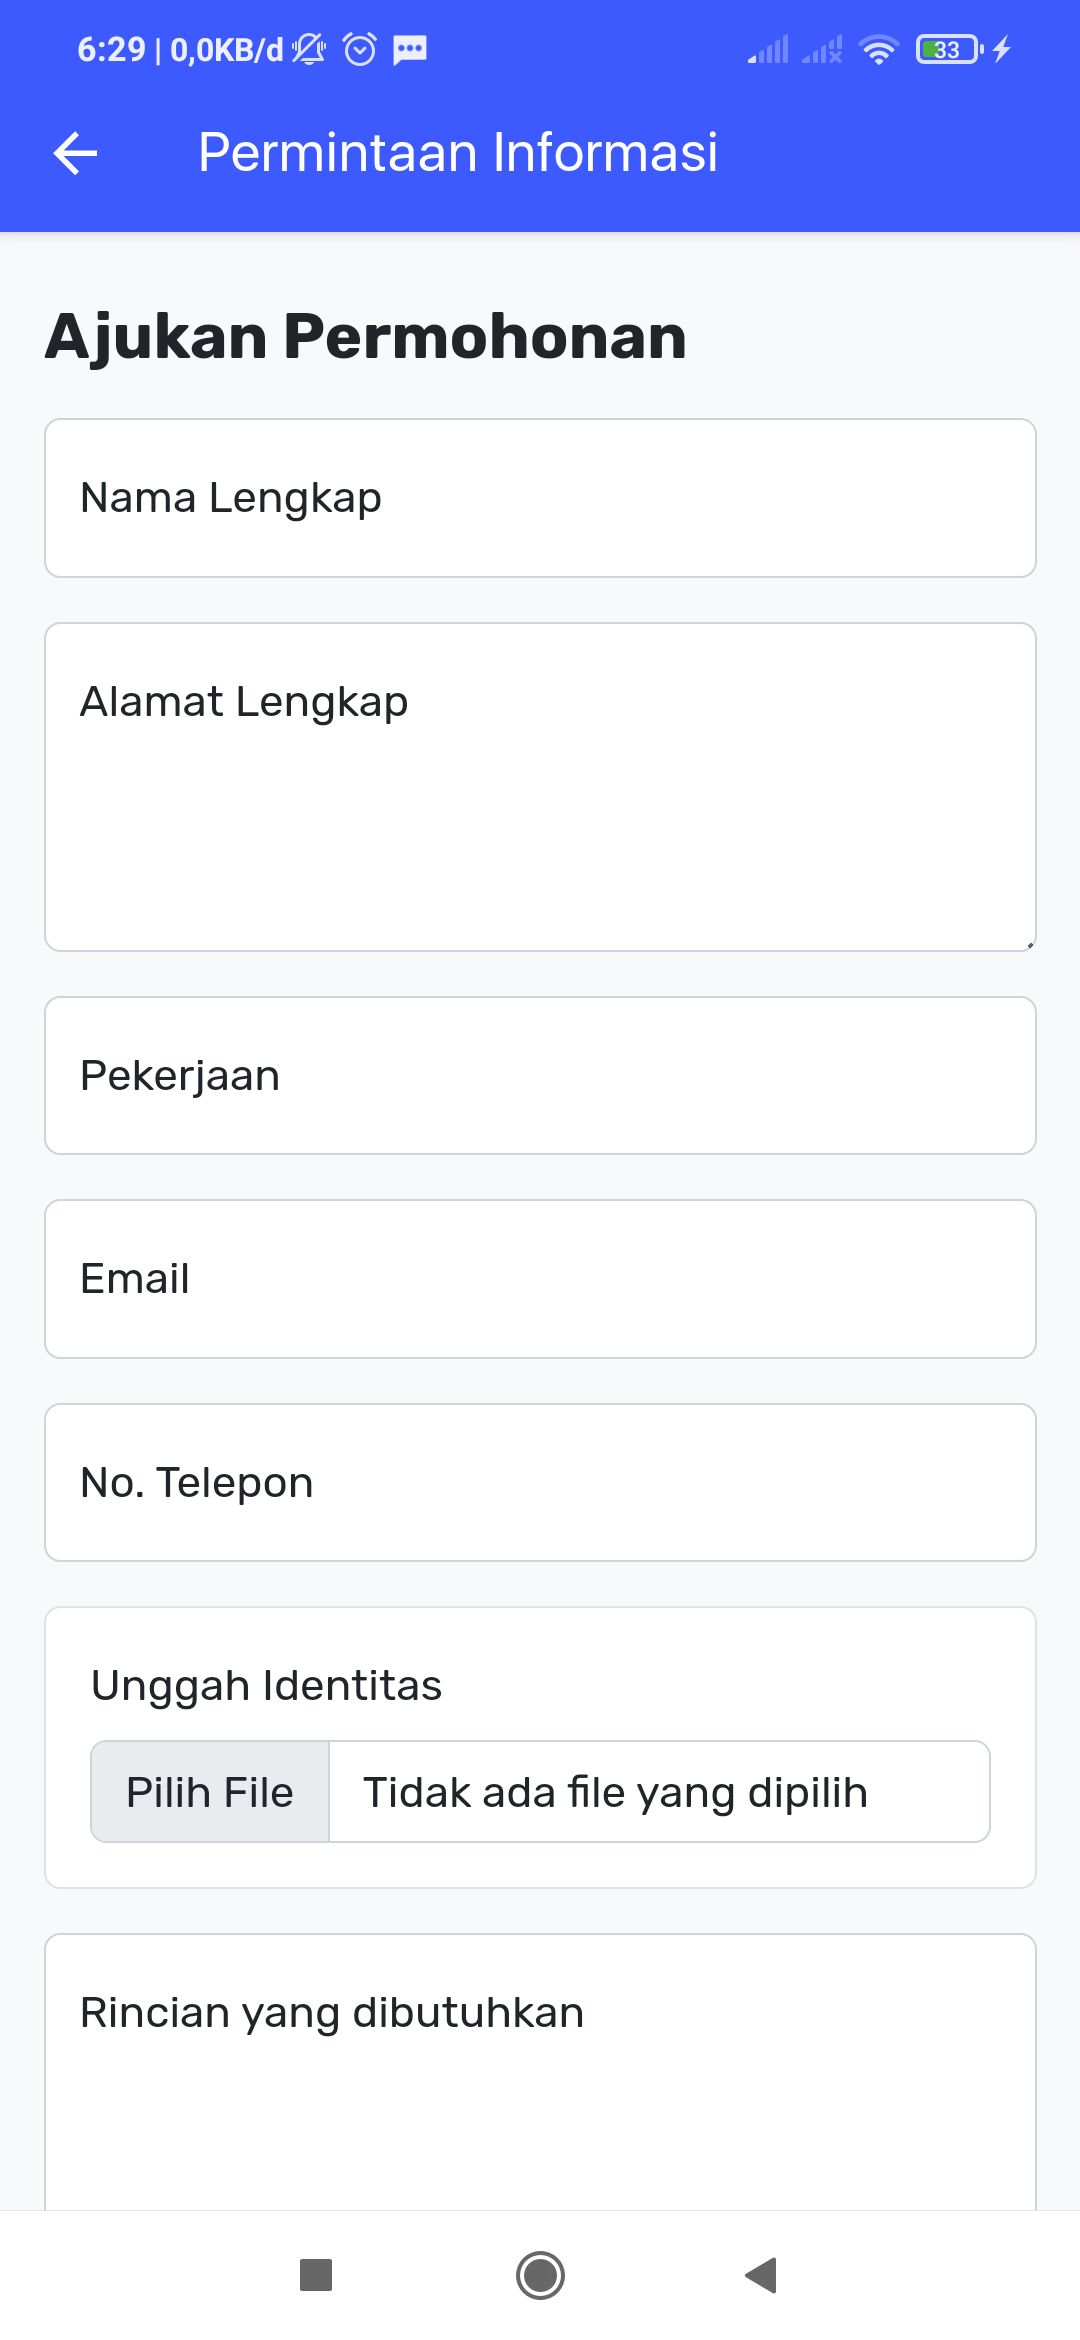 6:29 | 0,0KB/d
33
Permintaan Informasi
Ajukan Permohonan
Nama Lengkap
Alamat Lengkap
Pekerjaan
Email
No. Telepon
Unggah Identitas
Pilih File
Tidak ada file yang dipilih
Rincian yang dibutuhkan